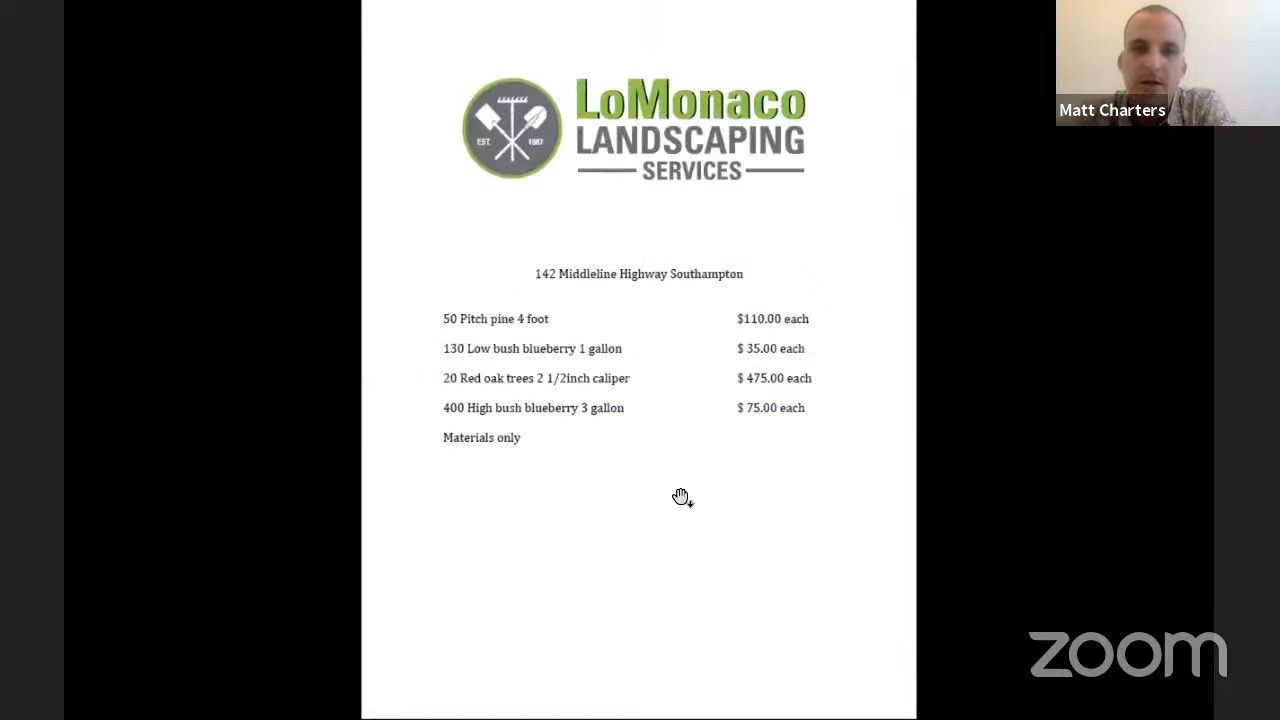 LoMonaco
LANDSCAPING
SERVICES
EST. 1987
142 Middleline Highway Southampton
50 Pitch pine 4 foot $110.00 each
130 Low bush blueberry 1 gallon $ 35.00 each
20 Red oak trees 2 1/2inch caliper $ 475.00 each
400 High bush blueberry 3 gallon $ 75.00 each
Materials only
Matt Charters
zoom